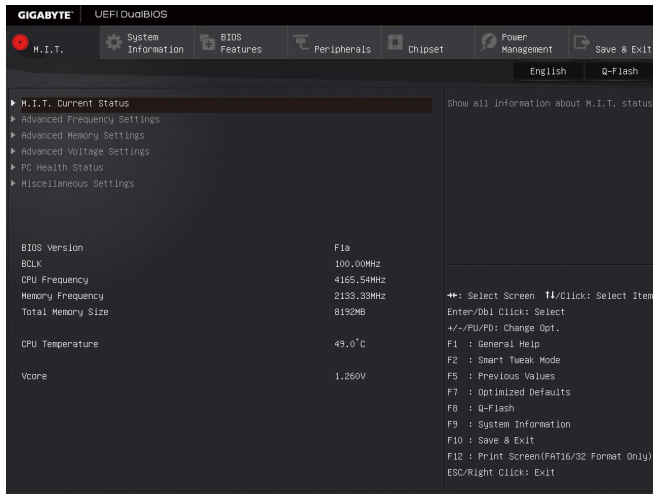 GIGABYTE™ UEFI DualBIOS
M.I.T. System Information BIOS Features Peripherals Chipset Power Management Save & Exit
English Q-Flash
M.I.T. Current Status
Advanced Frequency Settings
Advanced Memory Settings
Advanced Voltage Settings
PC Health Status
Miscellaneous Settings
Show all information about M.I.T. status
BIOS Version F1a
BCLK 100.00MHz
CPU Frequency 4165.54MHz
Memory Frequency 2133.33MHz
Total Memory Size 8192MB
CPU Temperature 49.0°C
Vcore 1.260V
→←: Select Screen ↑↓/Click: Select Item
Enter/Dbl Click: Select
+/-/PU/PD: Change Opt.
F1 : General Help
F2 : Smart Tweak Mode
F5 : Previous Values
F7 : Optimized Defaults
F8 : Q-Flash
F9 : System Information
F10 : Save & Exit
F12 : Print Screen(FAT16/32 Format Only)
ESC/Right Click: Exit